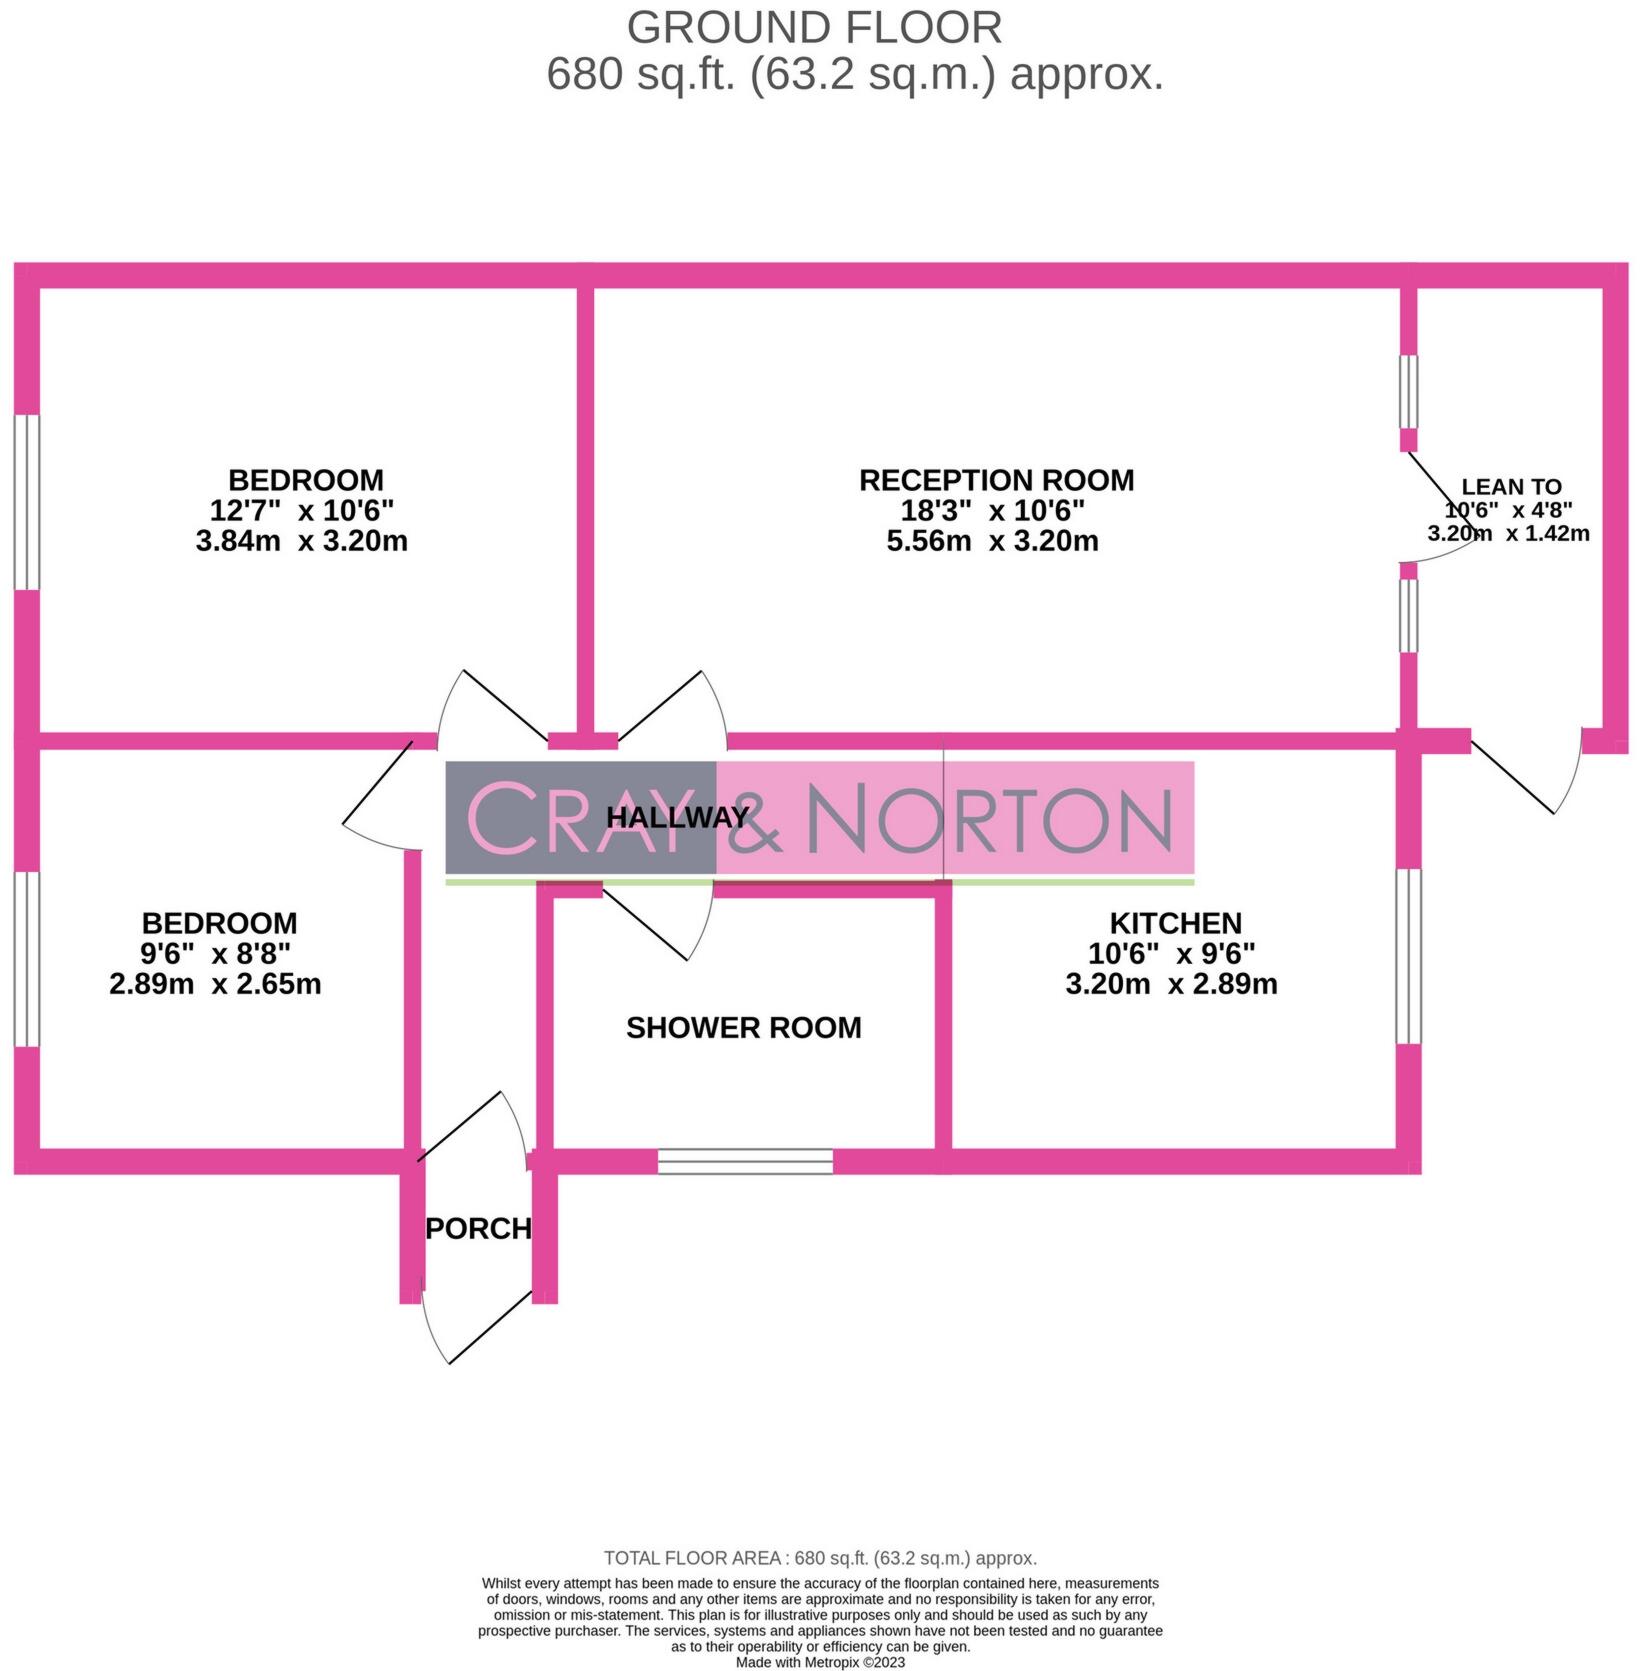 GROUND FLOOR
680 sq.ft. (63.2 sq.m.) approx.
BEDROOM
12'7"  x 10'6"
3.84m  x 3.20m
RECEPTION ROOM
18'3"  x 10'6"
5.56m  x 3.20m
LEAN TO
10'6"  x 4'8"
3.20m  x 1.42m
CRAY & NORTON
HALLWAY
BEDROOM
9'6"  x 8'8"
2.89m  x 2.65m
KITCHEN
10'6"  x 9'6"
3.20m  x 2.89m
SHOWER ROOM
PORCH
TOTAL FLOOR AREA : 680 sq.ft. (63.2 sq.m.) approx.
Whilst every attempt has been made to ensure the accuracy of the floorplan contained here, measurements
of doors, windows, rooms and any other items are approximate and no responsibility is taken for any error,
omission or mis-statement. This plan is for illustrative purposes only and should be used as such by any
prospective purchaser. The services, systems and appliances shown have not been tested and no guarantee
as to their operability or efficiency can be given.
Made with Metropix ©2023